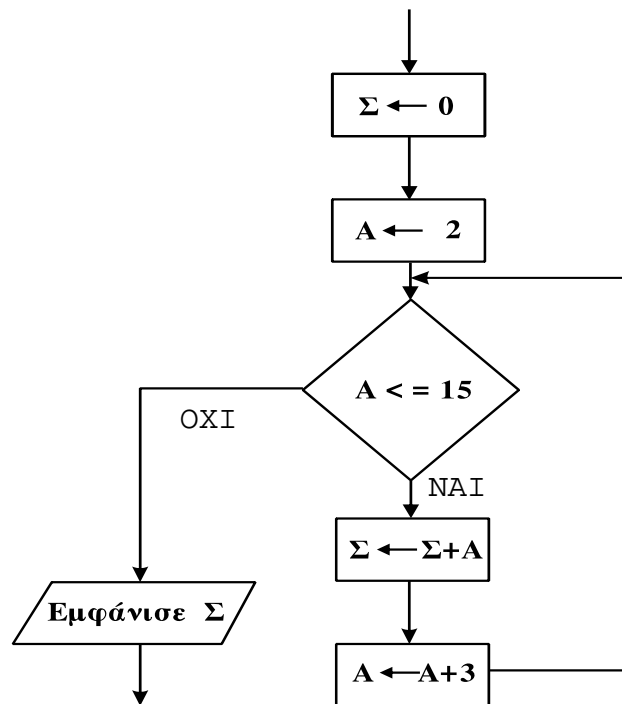 Σ ← 0
Α ← 2
Α < = 15
ΟΧΙ
ΝΑΙ
Σ ← Σ+Α
Εμφάνισε Σ
Α ← Α+3